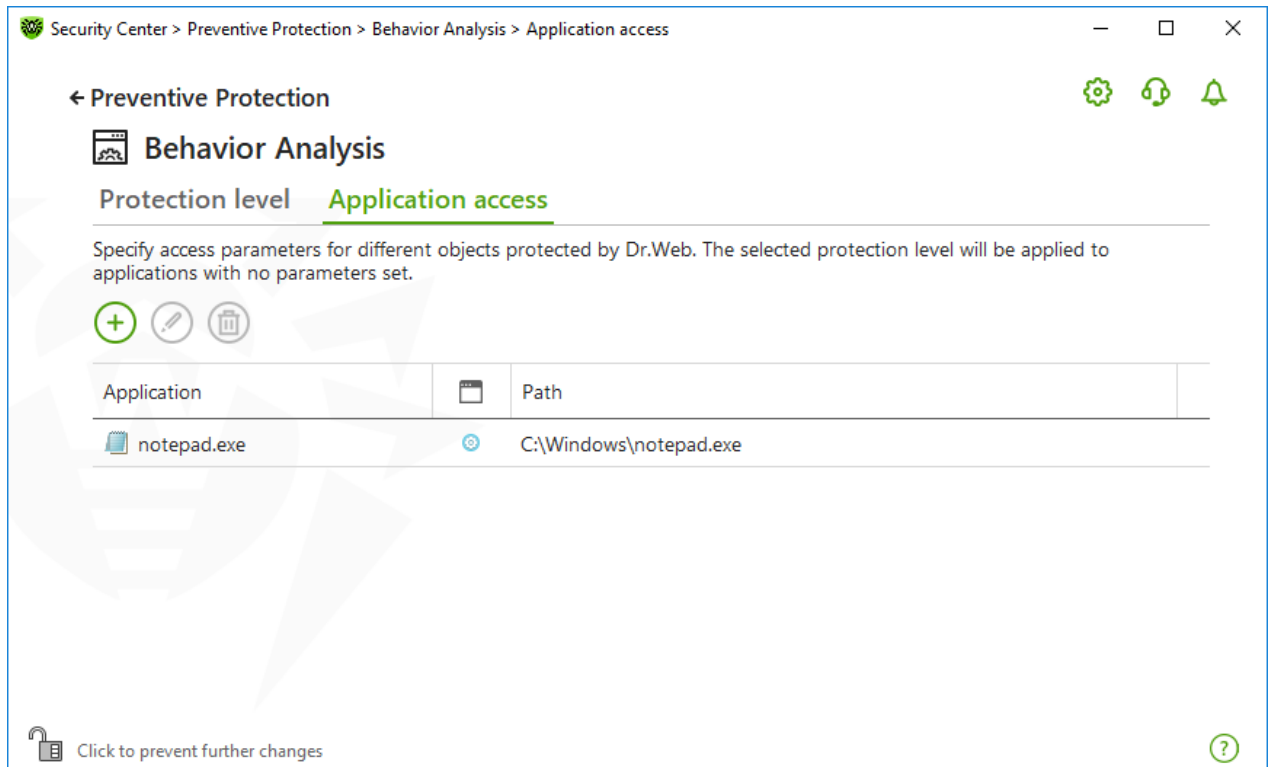 Security Center > Preventive Protection > Behavior Analysis > Application access
Preventive Protection
Behavior Analysis
Protection level Application access
Specify access parameters for different objects protected by Dr.Web. The selected protection level will be applied to
applications with no parameters set.
Application Path
notepad.exe C:\Windows\notepad.exe
Click to prevent further changes
?